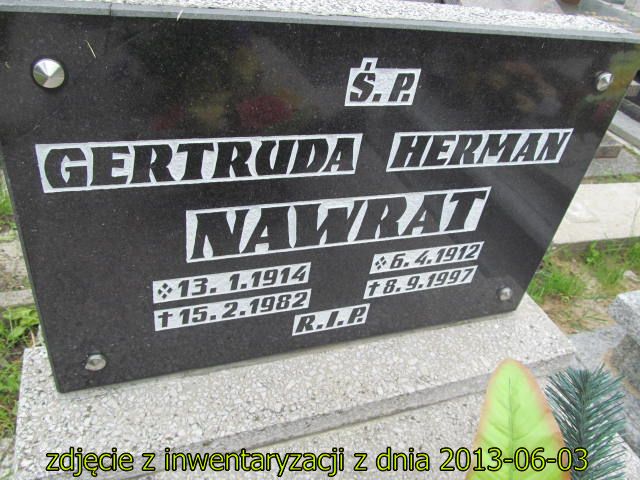 Ś.P.
GERTRUDA HERMAN
NAWRAT
13.1.1914 6.4.1912
†15.2.1982 †8.9.1997
R.I.P.
zdjęcie z inwentaryzacji z dnia 2013-06-03